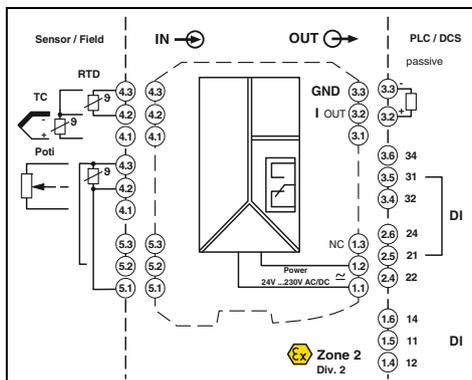 Sensor / Field
IN
OUT
PLC / DCS
passive
RTD
TC
ϑ
ϑ
- +
4.3 4.3
4.2 4.2
4.1 4.1
GND 3.3
I OUT 3.2
3.1
3.3 -
3.2 +
Poti
ϑ
4.3
4.2
4.1
3.6 34
3.5 31
3.4 32
DI
2.6 24
2.5 21
2.4 22
5.3 5.3
5.2 5.2
5.1 5.1
NC 1.3
Power 1.2
24V ...230V AC/DC 1.1
1.6 14
1.5 11
1.4 12
DI
Ex Zone 2
Div. 2